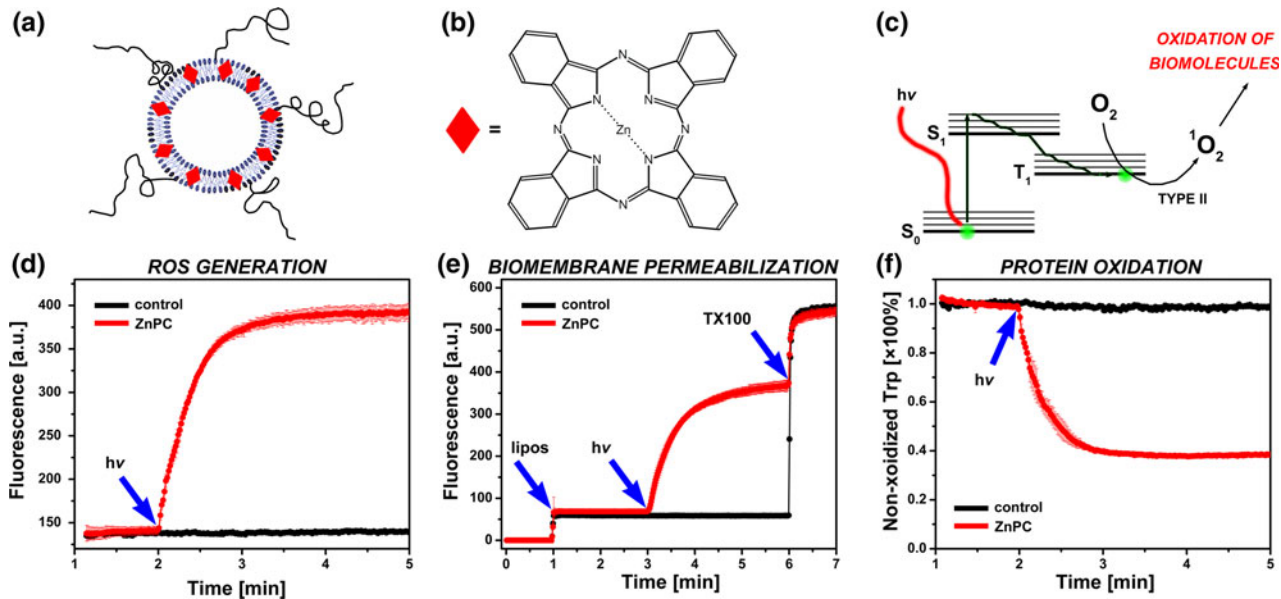 (a)
(b)
=
N
N
N
N
Zn
N
N
N
N
(c)
OXIDATION OF
BIOMOLECULES
hν
O2
S1
1O2
T1
TYPE II
S0
(d)
ROS GENERATION
400
350
300
250
200
150
Fluorescence [a.u.]
control
ZnPC
hν
1
2
3
4
5
Time [min]
(e)
BIOMEMBRANE PERMEABILIZATION
600
500
400
300
200
100
0
Fluorescence [a.u.]
control
ZnPC
TX100
lipos
hν
0
1
2
3
4
5
6
7
Time [min]
(f)
PROTEIN OXIDATION
1.0
0.8
0.6
0.4
0.2
0.0
Non-xoidized Trp [×100%]
hν
control
ZnPC
1
2
3
4
5
Time [min]